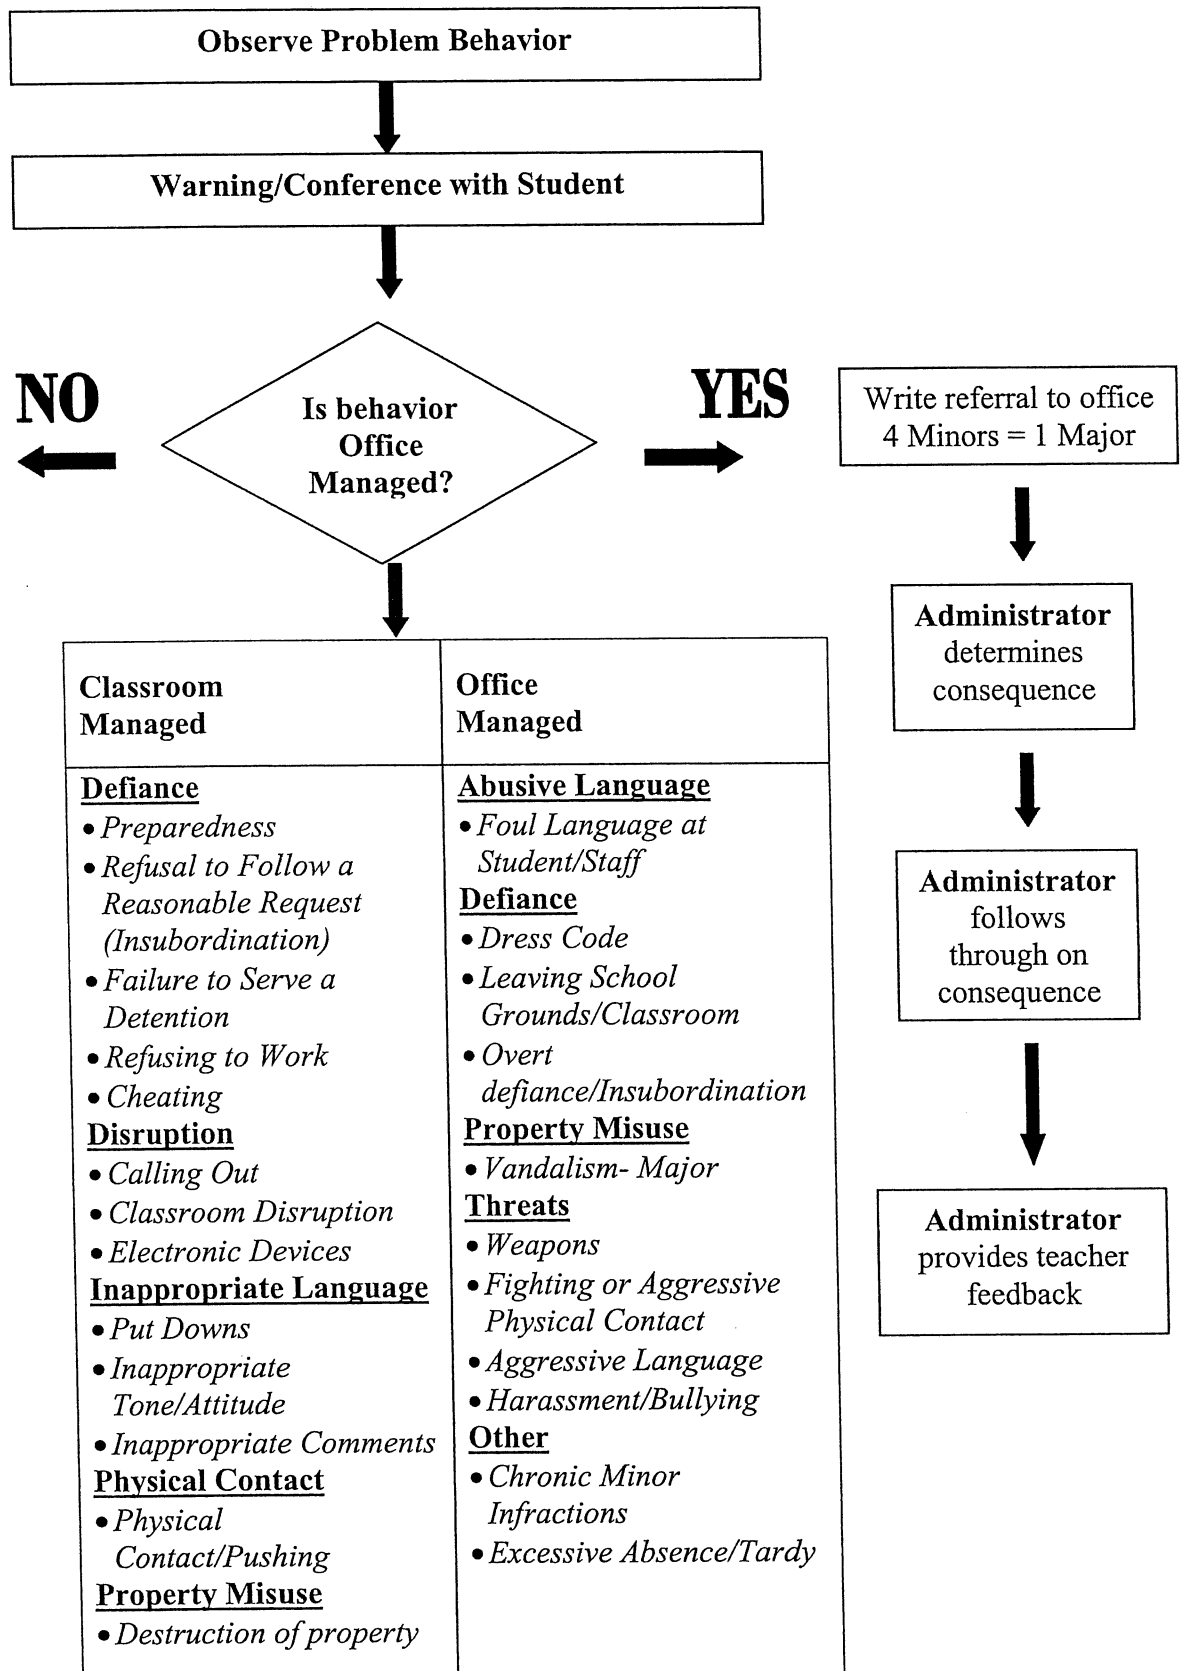 Observe Problem Behavior
Warning/Conference with Student
NO
Is behavior
Office
Managed?
YES
Write referral to office
4 Minors = 1 Major
Administrator
determines
consequence
Administrator
follows
through on
consequence
Administrator
provides teacher
feedback
Classroom
Managed
Defiance
• Preparedness
• Refusal to Follow a
Reasonable Request
(Insubordination)
• Failure to Serve a
Detention
• Refusing to Work
• Cheating
Disruption
• Calling Out
• Classroom Disruption
• Electronic Devices
Inappropriate Language
• Put Downs
• Inappropriate
Tone/Attitude
• Inappropriate Comments
Physical Contact
• Physical
Contact/Pushing
Property Misuse
• Destruction of property
Office
Managed
Abusive Language
• Foul Language at
Student/Staff
Defiance
• Dress Code
• Leaving School
Grounds/Classroom
• Overt
defiance/Insubordination
Property Misuse
• Vandalism- Major
Threats
• Weapons
• Fighting or Aggressive
Physical Contact
• Aggressive Language
• Harassment/Bullying
Other
• Chronic Minor
Infractions
• Excessive Absence/Tardy